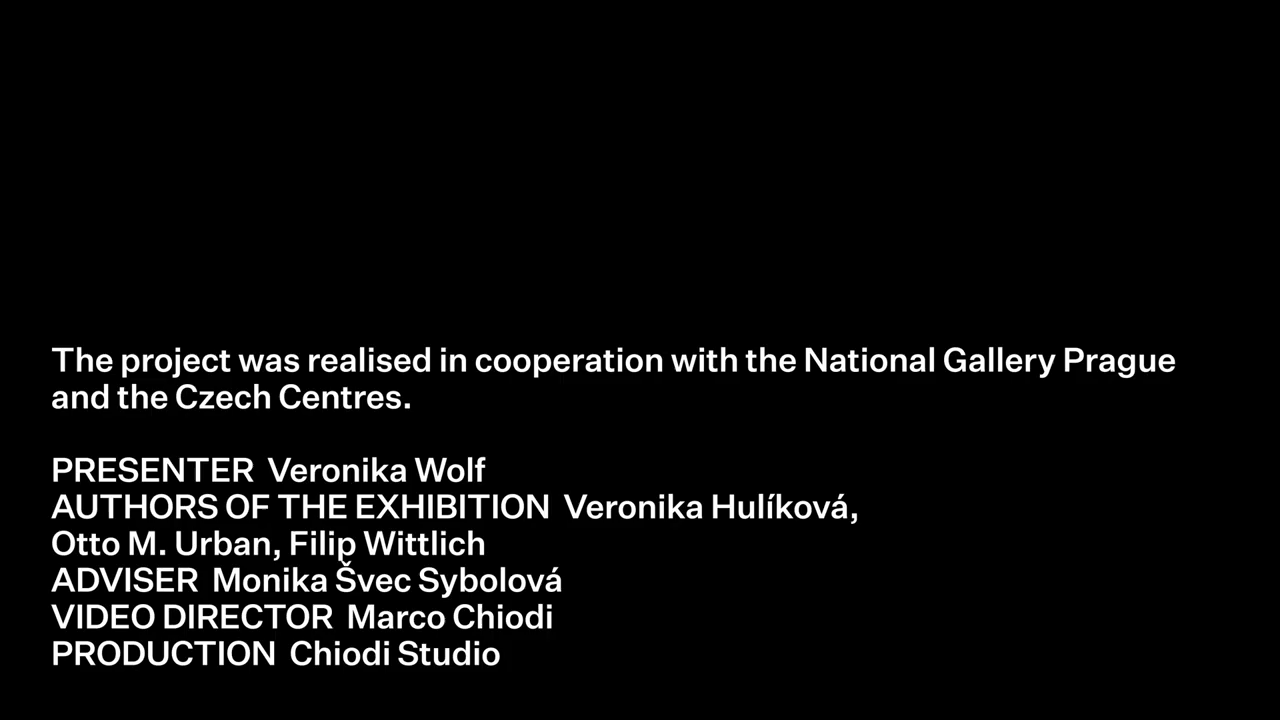 The project was realised in cooperation with the National Gallery Prague
and the Czech Centres.
PRESENTER Veronika Wolf
AUTHORS OF THE EXHIBITION Veronika Hulíková,
Otto M. Urban, Filip Wittlich
ADVISER Monika Švec Sybolová
VIDEO DIRECTOR Marco Chiodi
PRODUCTION Chiodi Studio